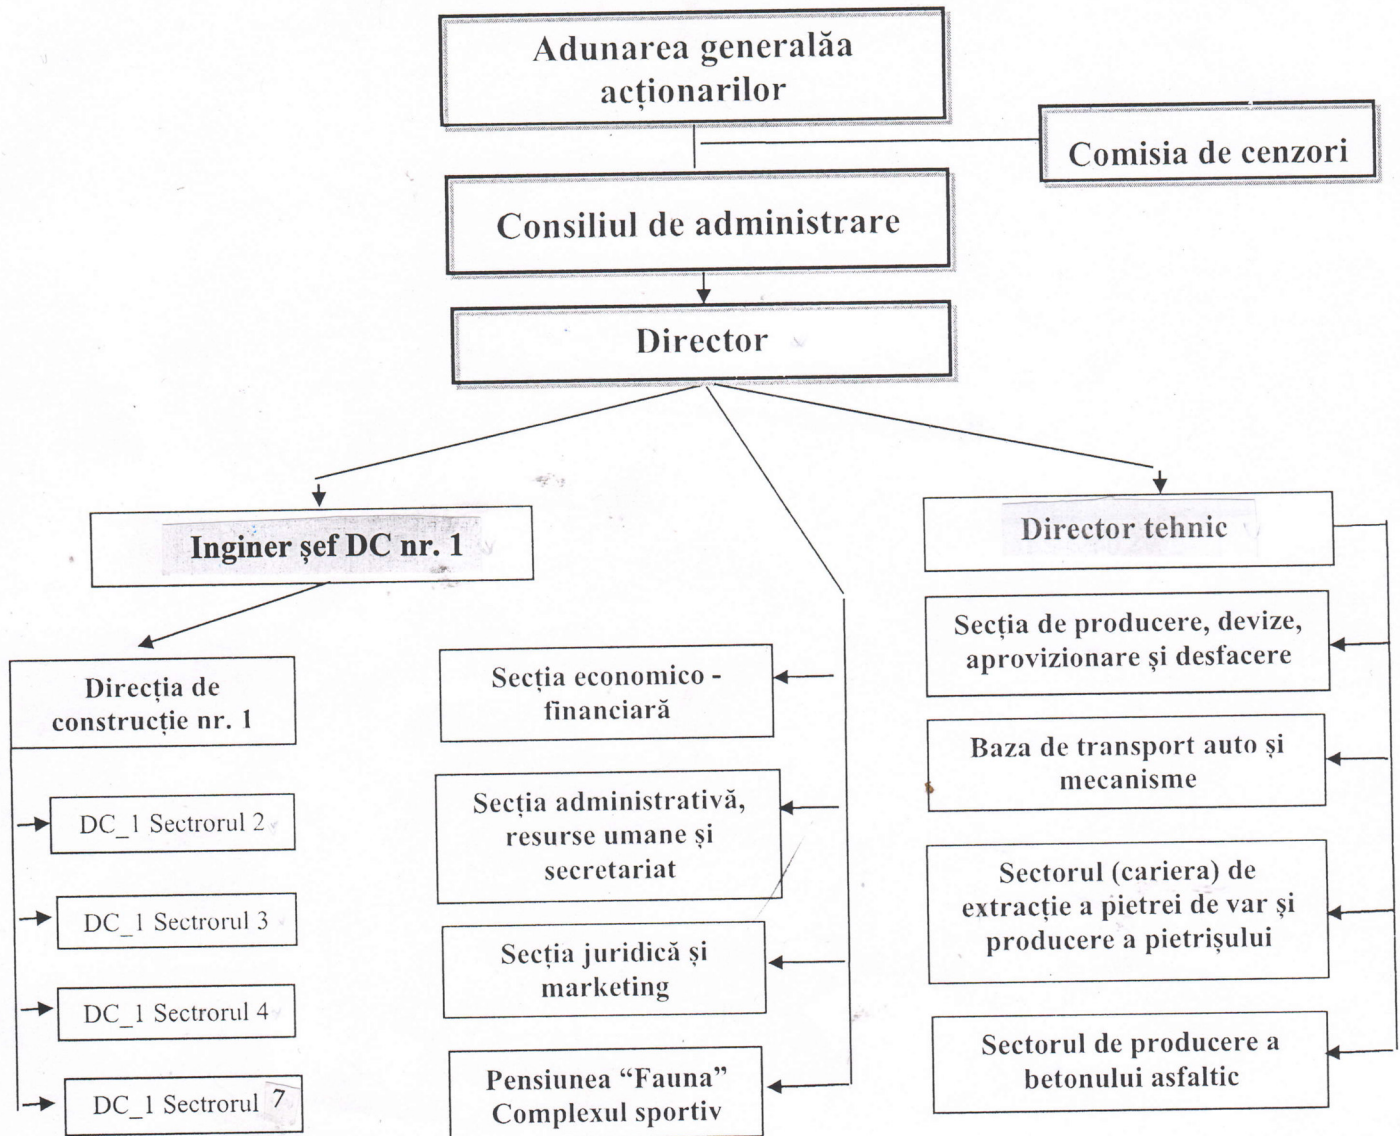 Adunarea generalăa
acționarilor
Comisia de cenzori
Consiliul de administrare
Director
Inginer șef DC nr. 1
Director tehnic
Direcția de
construcție nr. 1
DC_1 Sectrorul 2
DC_1 Sectrorul 3
DC_1 Sectrorul 4
DC_1 Sectrorul 7
Secția economico -
financiară
Secția administrativă,
resurse umane și
secretariat
Secția juridică și
marketing
Pensiunea “Fauna”
Complexul sportiv
Secția de producere, devize,
aprovizionare și desfacere
Baza de transport auto și
mecanisme
Sectorul (cariera) de
extracție a pietrei de var și
producere a pietrișului
Sectorul de producere a
betonului asfaltic